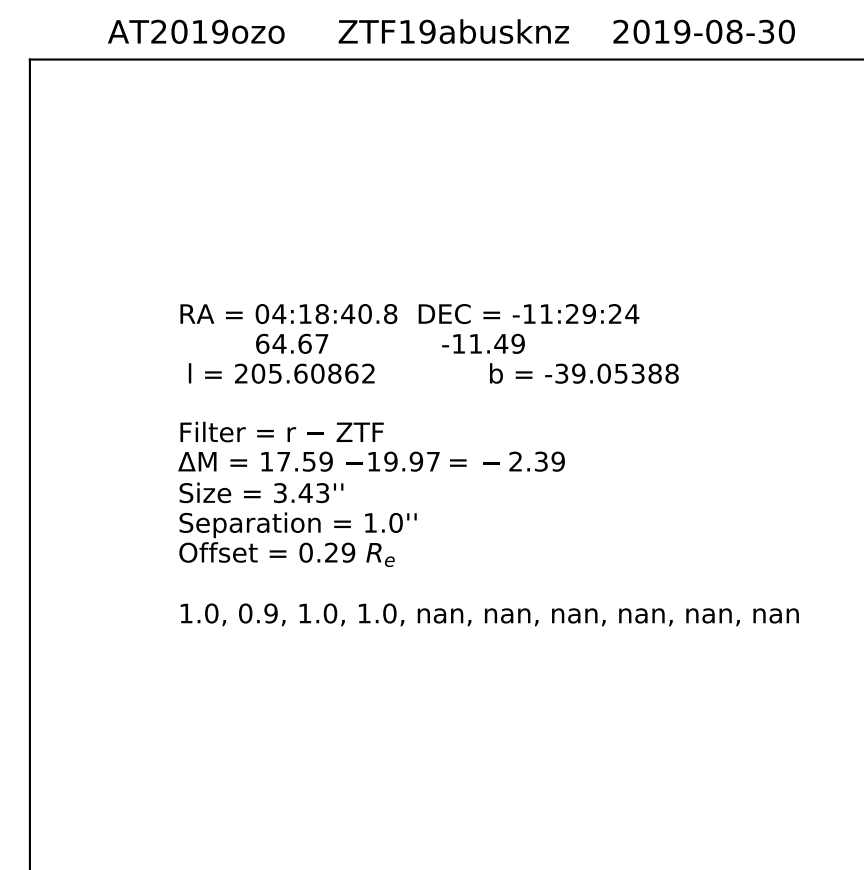 AT2019ozo ZTF19abusknz 2019-08-30
RA = 04:18:40.8 DEC = -11:29:24
64.67 -11.49
l = 205.60862 b = -39.05388
Filter = r − ZTF
ΔM = 17.59 −19.97 = − 2.39
Size = 3.43''
Separation = 1.0''
Offset = 0.29 Re
1.0, 0.9, 1.0, 1.0, nan, nan, nan, nan, nan, nan